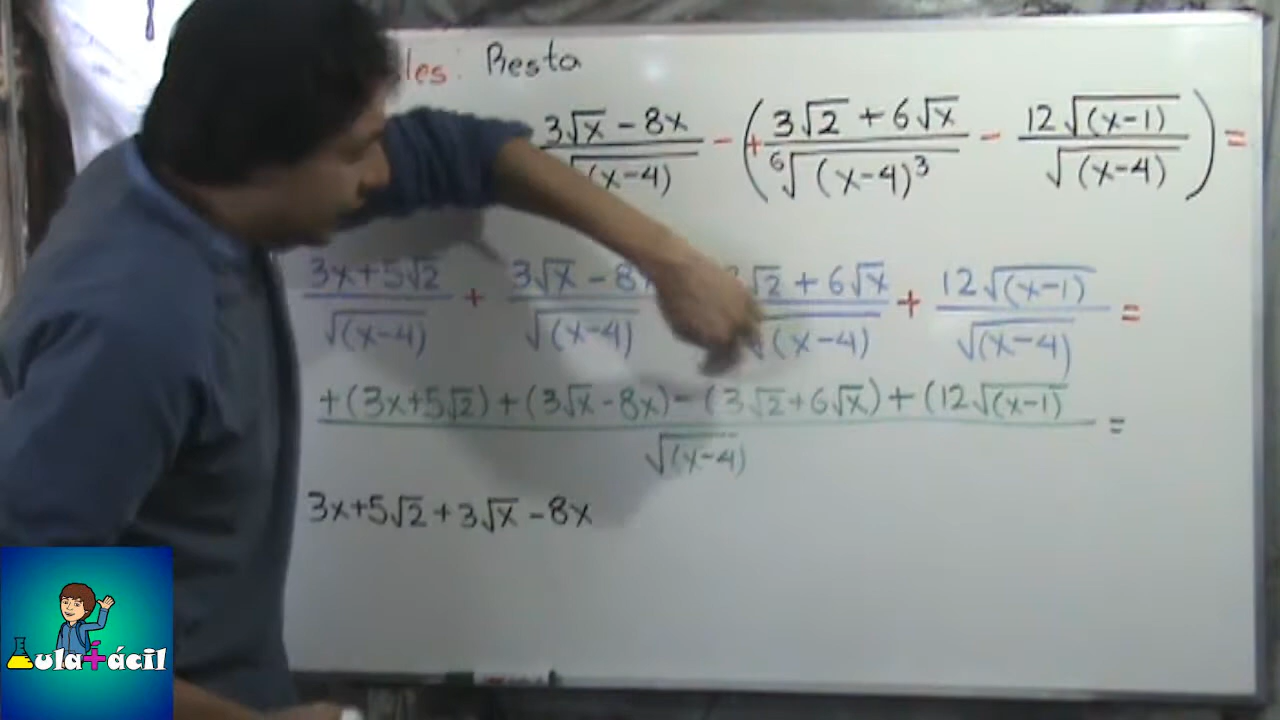 les: Resta
3√x - 8x / √(x-4) - (+ 3√2 + 6√x / ⁶√(x-4)³ - 12√(x-1) / √(x-4)) =
3x+5√2 / √(x-4) + 3√x - 8x / √(x-4) √2 + 6√x / √(x-4) + 12√(x-1) / √(x-4) =
+(3x+5√2)+(3√x-8x)-(3√2+6√x)+(12√(x-1) / √(x-4) =
3x+5√2+3√x-8x
Aula+ácil